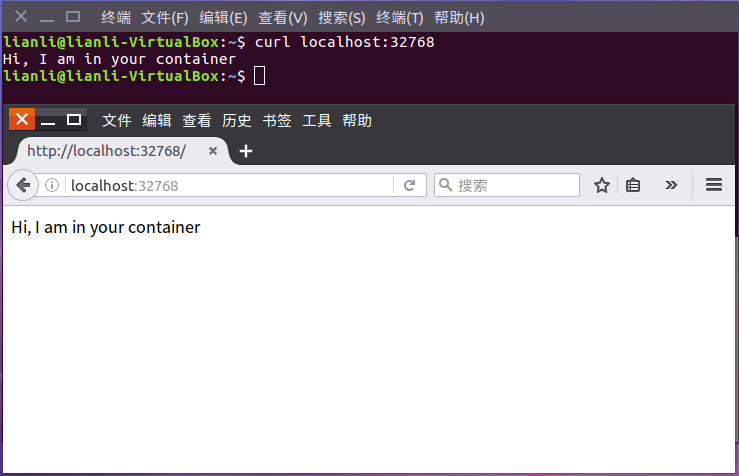 终端 文件(F) 编辑(E) 查看(V) 搜索(S) 终端(T) 帮助(H)
lianli@lianli-VirtualBox:~$ curl localhost:32768
Hi, I am in your container
lianli@lianli-VirtualBox:~$
文件 编辑 查看 历史 书签 工具 帮助
http://localhost:32768/
localhost:32768 搜索
Hi, I am in your container